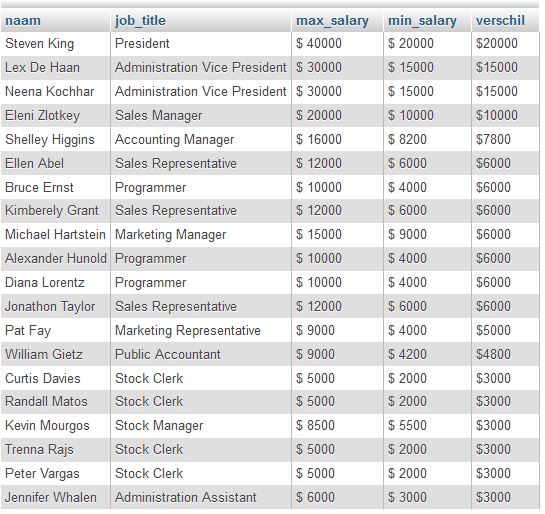 naam job_title max_salary min_salary verschil
Steven King President $ 40000 $ 20000 $20000
Lex De Haan Administration Vice President $ 30000 $ 15000 $15000
Neena Kochhar Administration Vice President $ 30000 $ 15000 $15000
Eleni Zlotkey Sales Manager $ 20000 $ 10000 $10000
Shelley Higgins Accounting Manager $ 16000 $ 8200 $7800
Ellen Abel Sales Representative $ 12000 $ 6000 $6000
Bruce Ernst Programmer $ 10000 $ 4000 $6000
Kimberely Grant Sales Representative $ 12000 $ 6000 $6000
Michael Hartstein Marketing Manager $ 15000 $ 9000 $6000
Alexander Hunold Programmer $ 10000 $ 4000 $6000
Diana Lorentz Programmer $ 10000 $ 4000 $6000
Jonathon Taylor Sales Representative $ 12000 $ 6000 $6000
Pat Fay Marketing Representative $ 9000 $ 4000 $5000
William Gietz Public Accountant $ 9000 $ 4200 $4800
Curtis Davies Stock Clerk $ 5000 $ 2000 $3000
Randall Matos Stock Clerk $ 5000 $ 2000 $3000
Kevin Mourgos Stock Manager $ 8500 $ 5500 $3000
Trenna Rajs Stock Clerk $ 5000 $ 2000 $3000
Peter Vargas Stock Clerk $ 5000 $ 2000 $3000
Jennifer Whalen Administration Assistant $ 6000 $ 3000 $3000